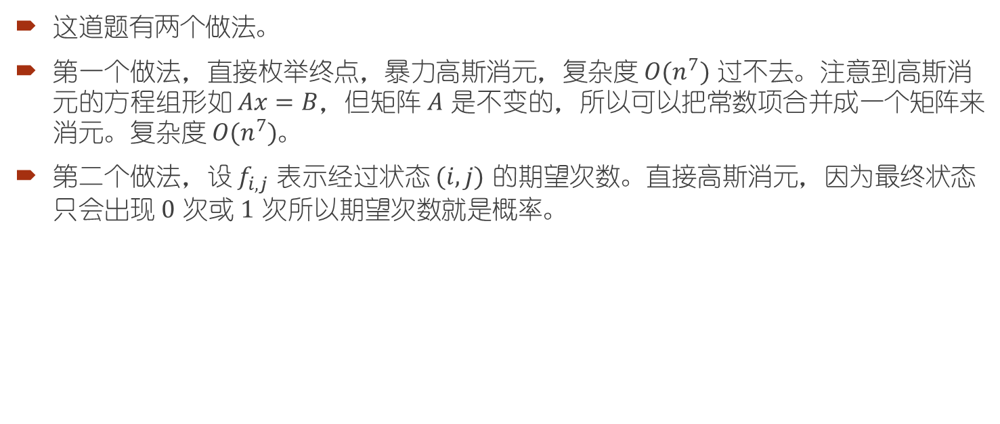 这道题有两个做法。
第一个做法，直接枚举终点，暴力高斯消元，复杂度 O(n⁷) 过不去。注意到高斯消
元的方程组形如 Ax = B，但矩阵 A 是不变的，所以可以把常数项合并成一个矩阵来
消元。复杂度 O(n⁷)。
第二个做法，设 f_{i,j} 表示经过状态 (i, j) 的期望次数。直接高斯消元，因为最终状态
只会出现 0 次或 1 次所以期望次数就是概率。